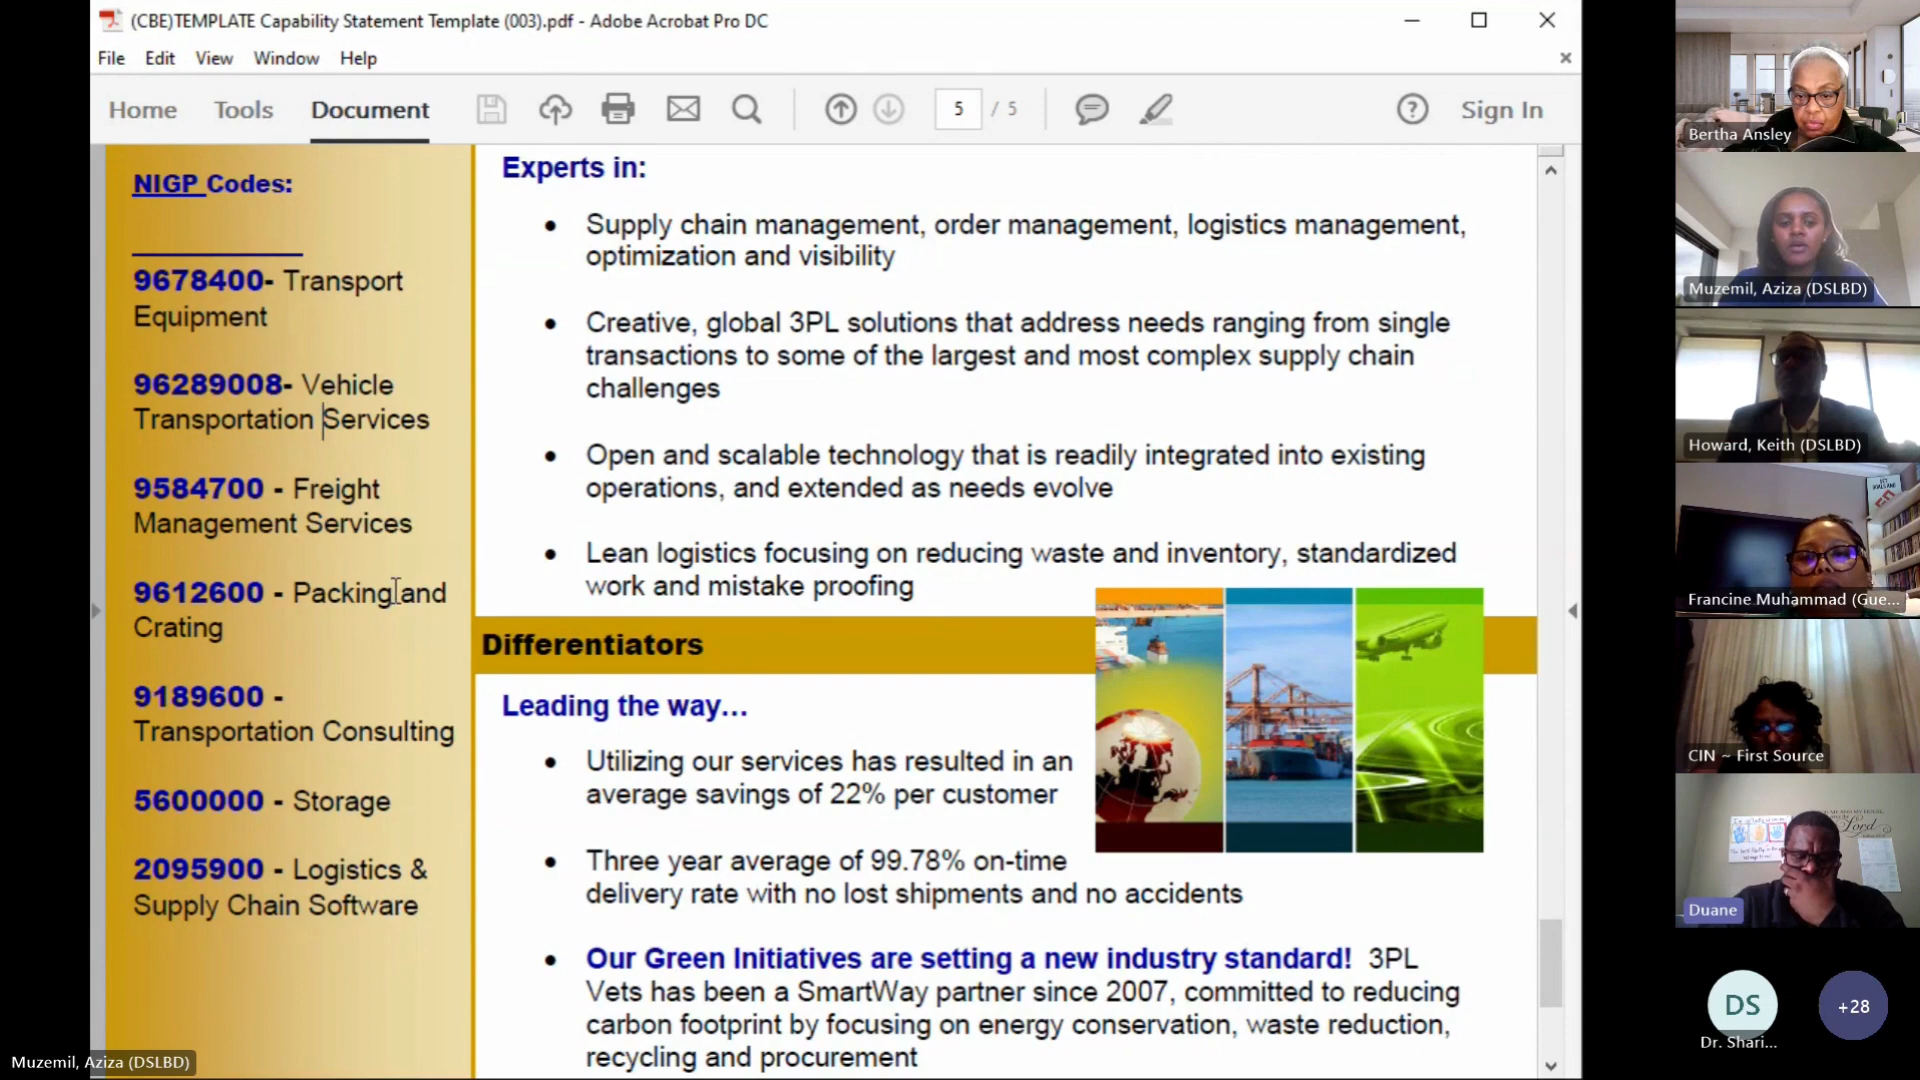 (CBE)TEMPLATE Capability Statement Template (003).pdf - Adobe Acrobat Pro DC
File Edit View Window Help
Home Tools Document 5 / 5 Sign In
NIGP Codes:
9678400- Transport
Equipment
96289008- Vehicle
Transportation Services
9584700 - Freight
Management Services
9612600 - Packing and
Crating
9189600 -
Transportation Consulting
5600000 - Storage
2095900 - Logistics &
Supply Chain Software
Experts in:
• Supply chain management, order management, logistics management,
optimization and visibility
• Creative, global 3PL solutions that address needs ranging from single
transactions to some of the largest and most complex supply chain
challenges
• Open and scalable technology that is readily integrated into existing
operations, and extended as needs evolve
• Lean logistics focusing on reducing waste and inventory, standardized
work and mistake proofing
Differentiators
Leading the way...
• Utilizing our services has resulted in an
average savings of 22% per customer
• Three year average of 99.78% on-time
delivery rate with no lost shipments and no accidents
• Our Green Initiatives are setting a new industry standard! 3PL
Vets has been a SmartWay partner since 2007, committed to reducing
carbon footprint by focusing on energy conservation, waste reduction,
recycling and procurement
Muzemil, Aziza (DSLBD)
Bertha Ansley
Muzemil, Aziza (DSLBD)
Howard, Keith (DSLBD)
Francine Muhammad (Gue...
CIN ~ First Source
Lord
Duane
DS
+28
Dr. Shari...